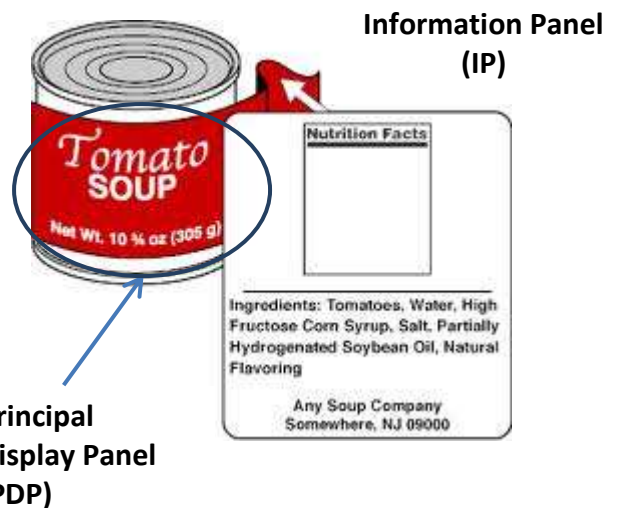 Information Panel
(IP)
Tomato
SOUP
Net Wt. 10 ¾ oz (305 g)
Nutrition Facts
Ingredients: Tomatoes, Water, High
Fructose Corn Syrup, Salt, Partially
Hydrogenated Soybean Oil, Natural
Flavoring
Any Soup Company
Somewhere, NJ 09000
rincipal
isplay Panel
PDP)